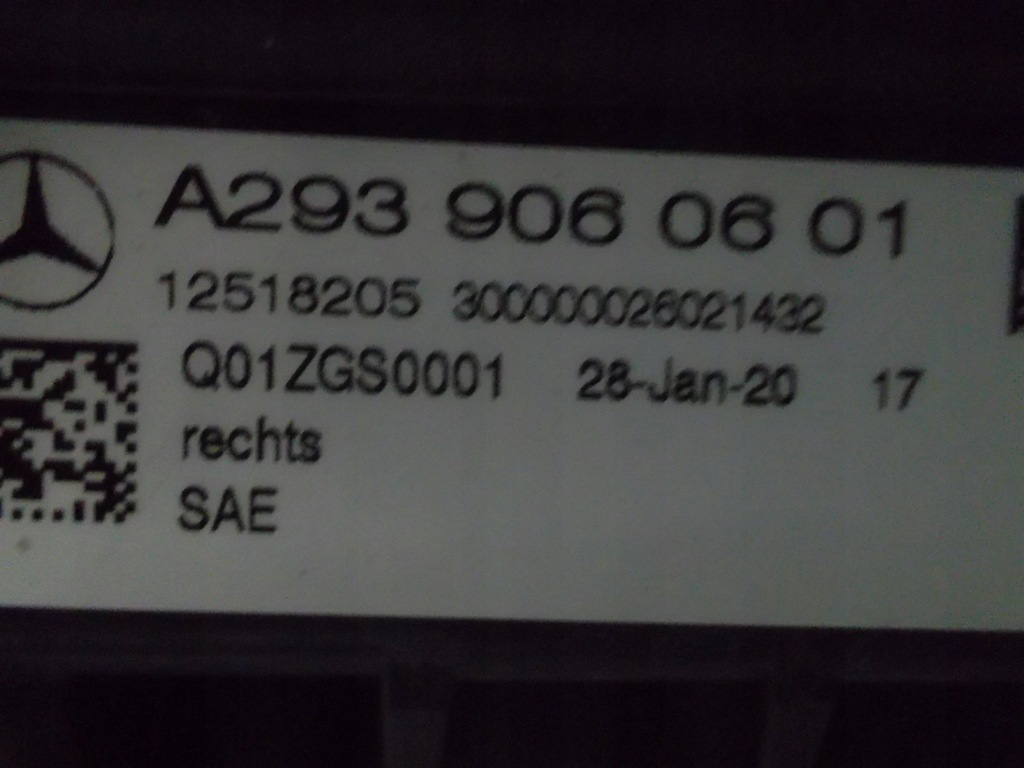 A293 906 06 01
12518205 300000026021432
Q01ZGS0001 28-Jan-20 17
rechts
SAE